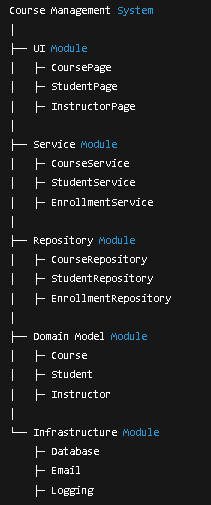 Course Management System
│
├── UI Module
│   ├─ CoursePage
│   ├─ StudentPage
│   ├─ InstructorPage
│
├── Service Module
│   ├─ CourseService
│   ├─ StudentService
│   ├─ EnrollmentService
│
├── Repository Module
│   ├─ CourseRepository
│   ├─ StudentRepository
│   ├─ EnrollmentRepository
│
├── Domain Model Module
│   ├─ Course
│   ├─ Student
│   ├─ Instructor
│
└── Infrastructure Module
    ├─ Database
    ├─ Email
    ├─ Logging